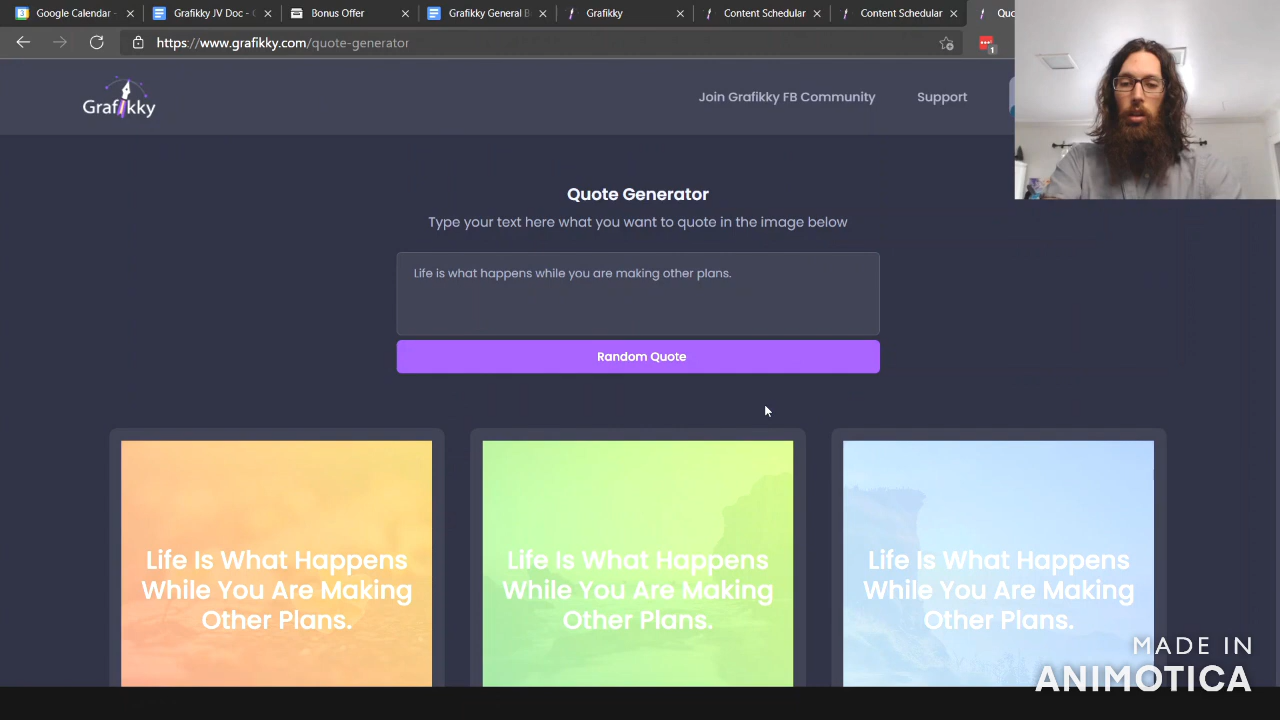 Google Calendar -
Grafikky JV Doc -
Bonus Offer
Grafikky General B
Grafikky
Content Schedular
Content Schedular
Quo
https://www.grafikky.com/quote-generator
1
Grafikky
Join Grafikky FB Community
Support
Quote Generator
Type your text here what you want to quote in the image below
Life is what happens while you are making other plans.
Random Quote
Life Is What Happens
While You Are Making
Other Plans.
Life Is What Happens
While You Are Making
Other Plans.
Life Is What Happens
While You Are Making
Other Plans.
MADE IN
ANIMOTICA